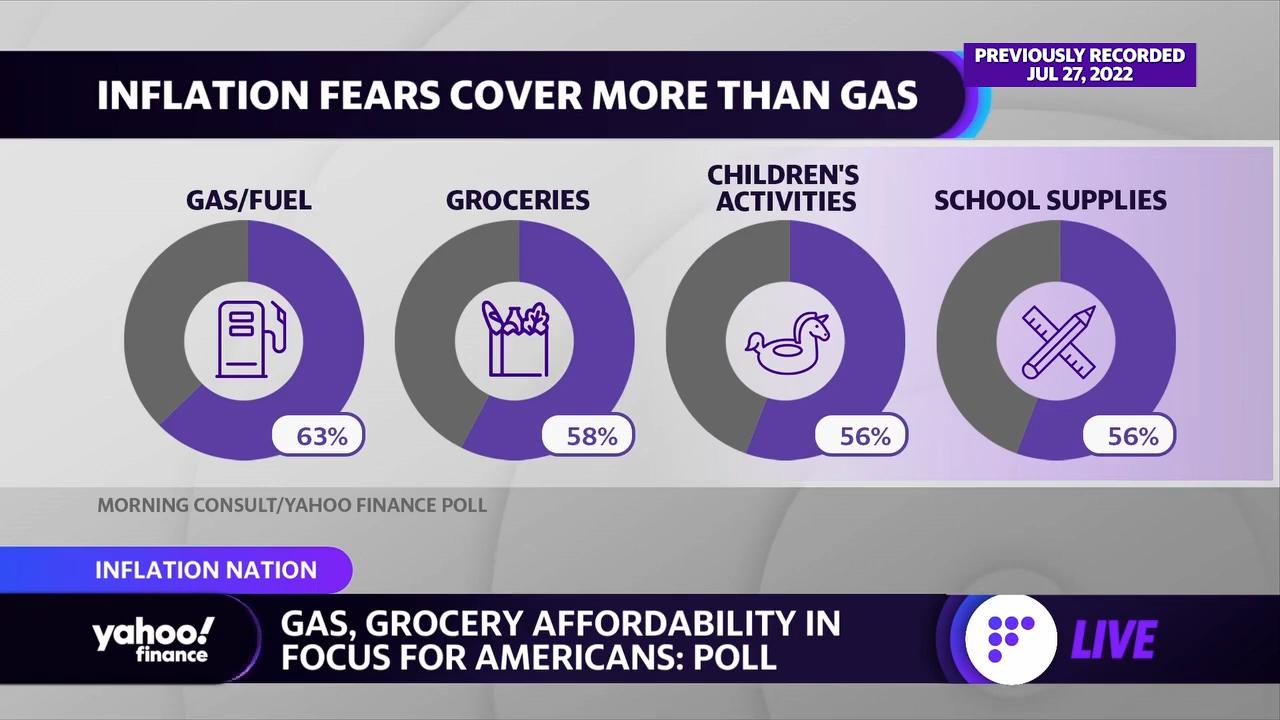 PREVIOUSLY RECORDED
JUL 27, 2022
INFLATION FEARS COVER MORE THAN GAS
GAS/FUEL
GROCERIES
CHILDREN'S
ACTIVITIES
SCHOOL SUPPLIES
63%
58%
56%
56%
MORNING CONSULT/YAHOO FINANCE POLL
INFLATION NATION
yahoo!
finance
GAS, GROCERY AFFORDABILITY IN
FOCUS FOR AMERICANS: POLL
LIVE